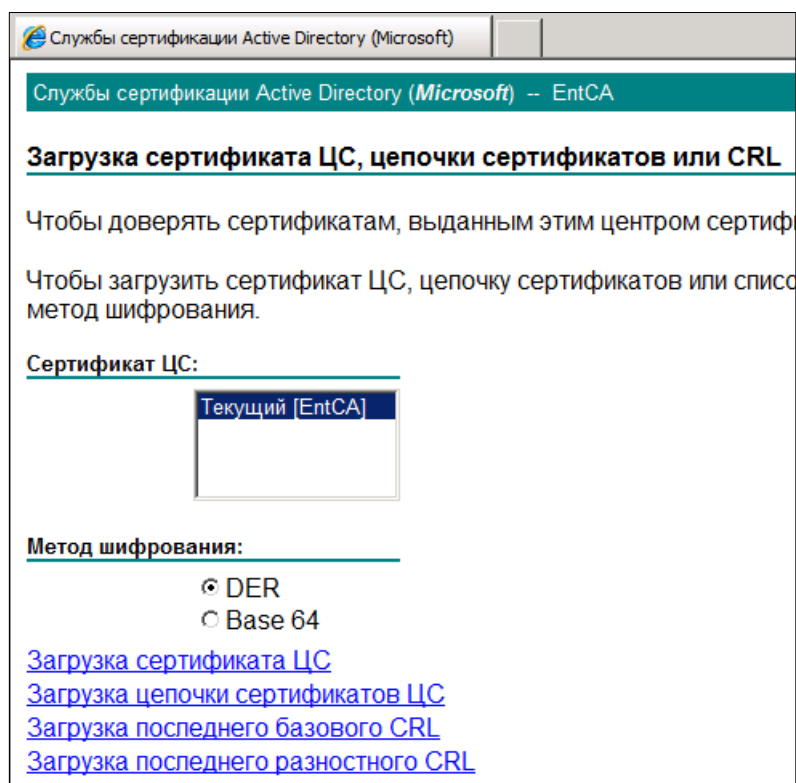 Службы сертификации Active Directory (Microsoft)
Службы сертификации Active Directory (Microsoft) -- EntCA
Загрузка сертификата ЦС, цепочки сертификатов или CRL
Чтобы доверять сертификатам, выданным этим центром
Чтобы загрузить сертификат ЦС, цепочку сертификатов или
метод шифрования.
Сертификат ЦС:
Текущий [EntCA]
Метод шифрования:
DER
Base 64
Загрузка сертификата ЦС
Загрузка цепочки сертификатов ЦС
Загрузка последнего базового CRL
Загрузка последнего разностного CRL